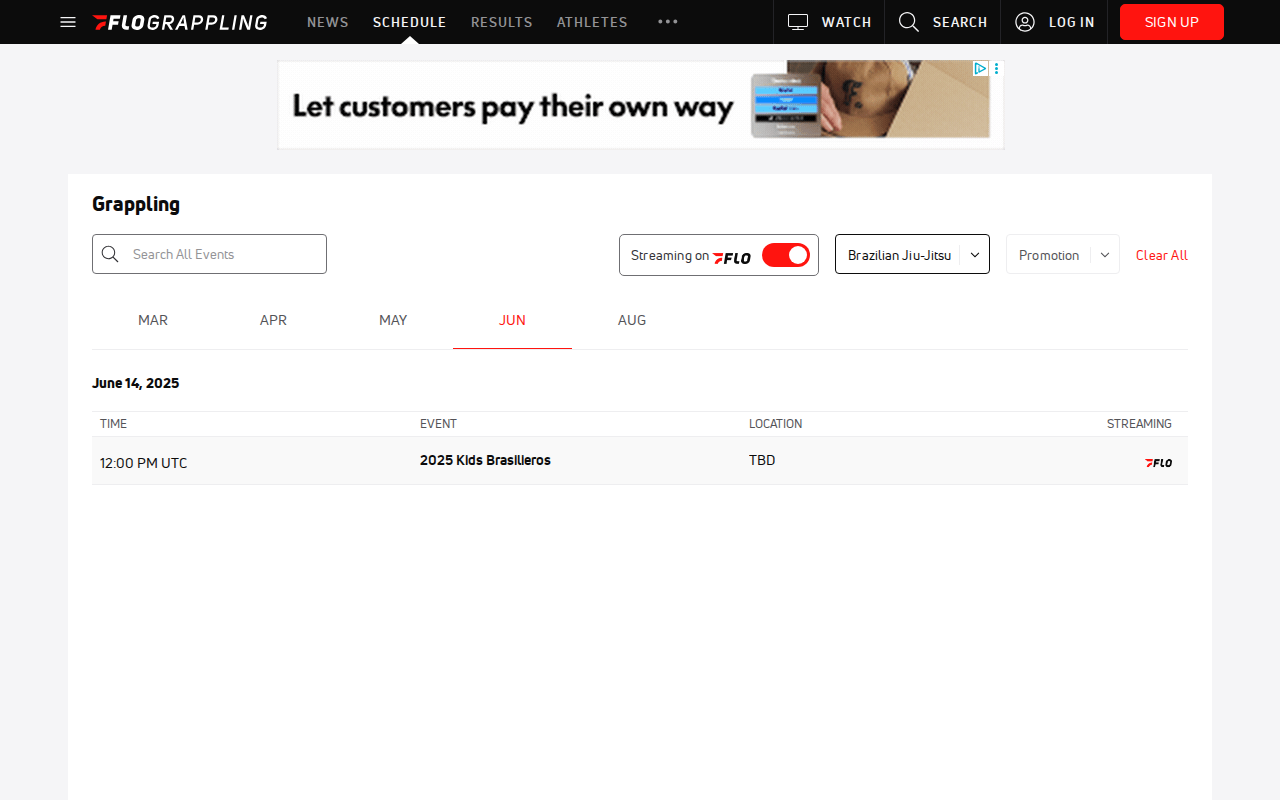 FLOGRAPPLING NEWS SCHEDULE RESULTS ATHLETES WATCH SEARCH LOG IN SIGN UP
Let customers pay their own way
Grappling
Search All Events Streaming on FLO Brazilian Jiu-Jitsu Promotion Clear All
MAR APR MAY JUN AUG
June 14, 2025
TIME EVENT LOCATION STREAMING
12:00 PM UTC 2025 Kids Brasilieros TBD FLO